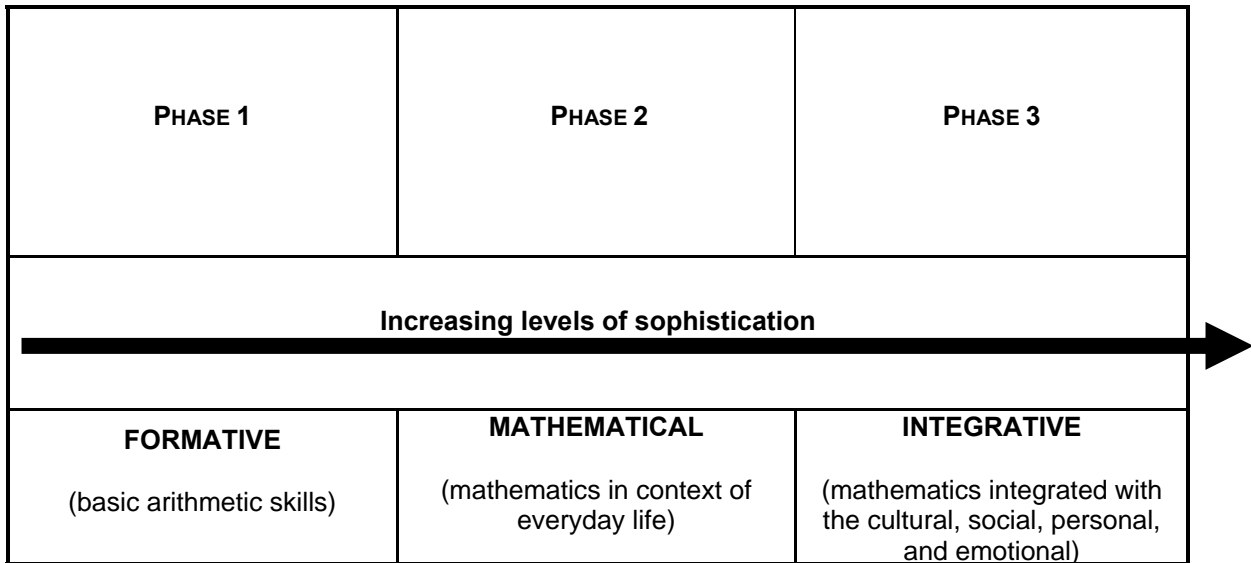 PHASE 1
PHASE 2
PHASE 3
Increasing levels of sophistication
FORMATIVE
(basic arithmetic skills)
MATHEMATICAL
(mathematics in context of
everyday life)
INTEGRATIVE
(mathematics integrated with
the cultural, social, personal,
and emotional)